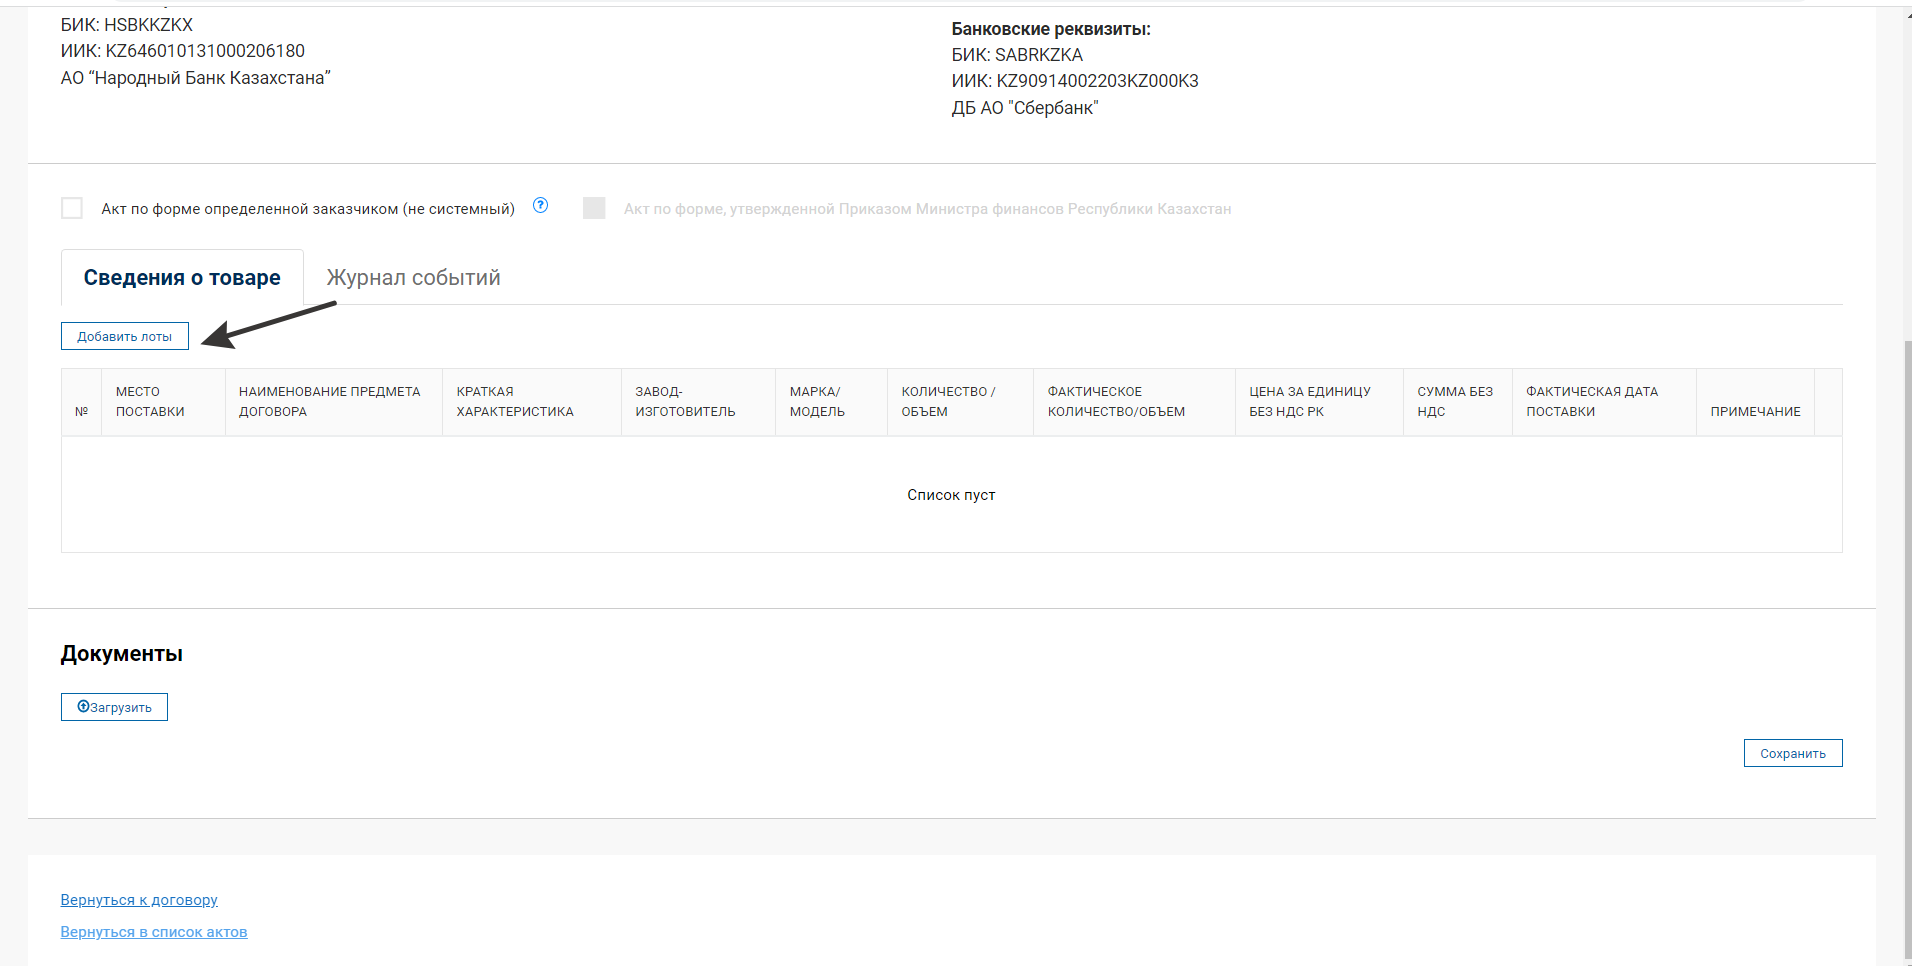 БИК: HSBKKZKX
ИИК: KZ646010131000206180
АО “Народный Банк Казахстана”
Банковские реквизиты:
БИК: SABRKZKA
ИИК: KZ90914002203KZ000K3
ДБ АО "Сбербанк"
Акт по форме определенной заказчиком (не системный) ?
Акт по форме, утвержденной Приказом Министра финансов Республики Казахстан
Сведения о товаре
Журнал событий
Добавить лоты
№
МЕСТО
ПОСТАВКИ
НАИМЕНОВАНИЕ ПРЕДМЕТА
ДОГОВОРА
КРАТКАЯ
ХАРАКТЕРИСТИКА
ЗАВОД-
ИЗГОТОВИТЕЛЬ
МАРКА/
МОДЕЛЬ
КОЛИЧЕСТВО /
ОБЪЕМ
ФАКТИЧЕСКОЕ
КОЛИЧЕСТВО/ОБЪЕМ
ЦЕНА ЗА ЕДИНИЦУ
БЕЗ НДС РК
СУММА БЕЗ
НДС
ФАКТИЧЕСКАЯ ДАТА
ПОСТАВКИ
ПРИМЕЧАНИЕ
Список пуст
Документы
Загрузить
Сохранить
Вернуться к договору
Вернуться в список актов